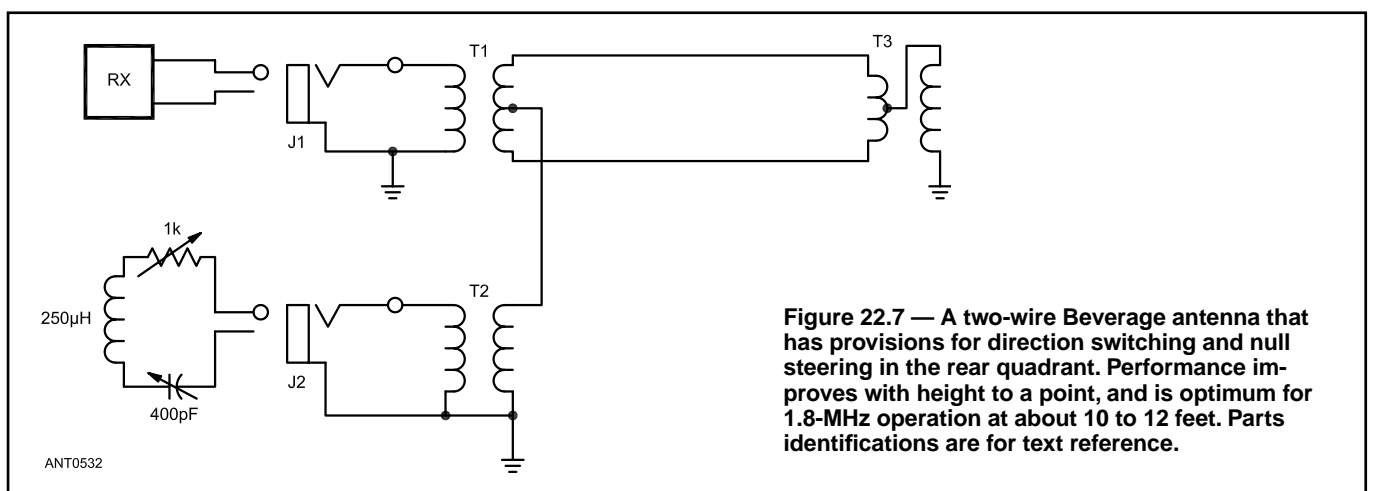 RX
J1
T1
T3
1k
250µH
400pF
J2
T2
Figure 22.7 — A two-wire Beverage antenna that
has provisions for direction switching and null
steering in the rear quadrant. Performance im-
proves with height to a point, and is optimum for
1.8-MHz operation at about 10 to 12 feet. Parts
identifications are for text reference.
ANT0532